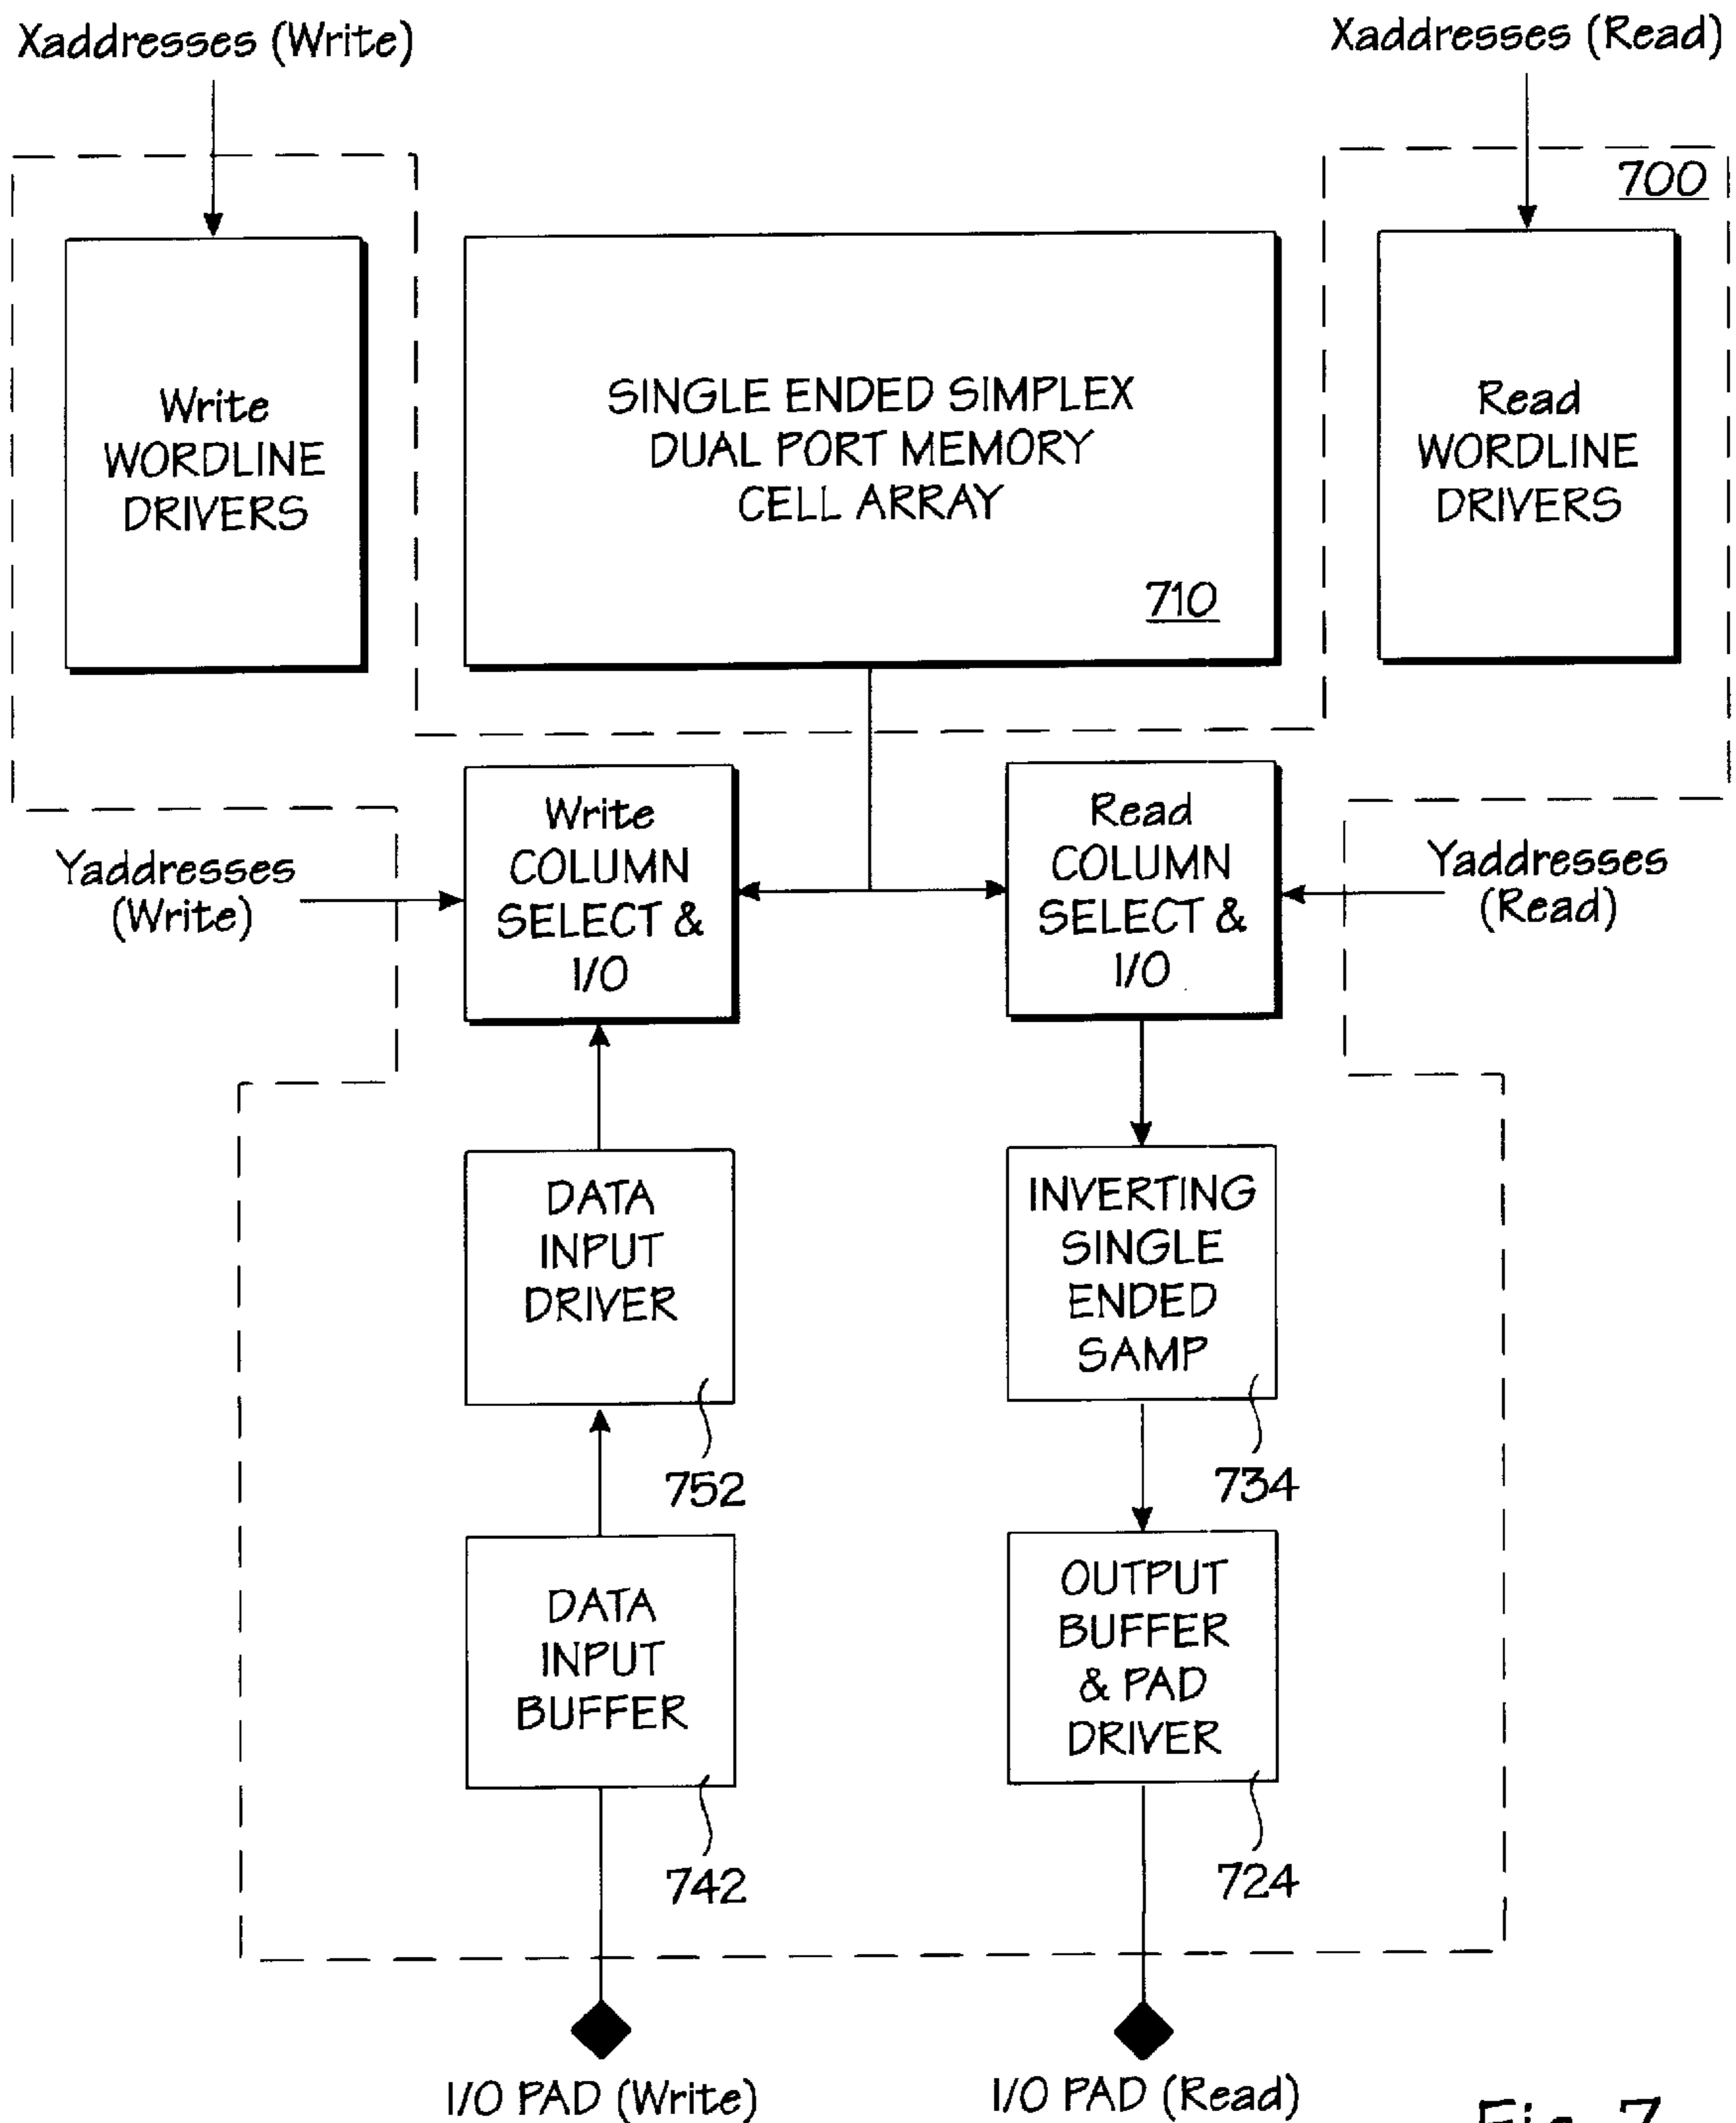 Xaddresses (Write)
Xaddresses (Read)
700
Write
WORDLINE
DRIVERS
SINGLE ENDED SIMPLEX
DUAL PORT MEMORY
CELL ARRAY
710
Read
WORDLINE
DRIVERS
Yaddresses
(Write)
Write
COLUMN
SELECT &
I/O
Read
COLUMN
SELECT &
I/O
Yaddresses
(Read)
DATA
INPUT
DRIVER
752
INVERTING
SINGLE
ENDED
SAMP
734
DATA
INPUT
BUFFER
742
OUTPUT
BUFFER
& PAD
DRIVER
724
I/O PAD (Write)
I/O PAD (Read)
Fig. 7